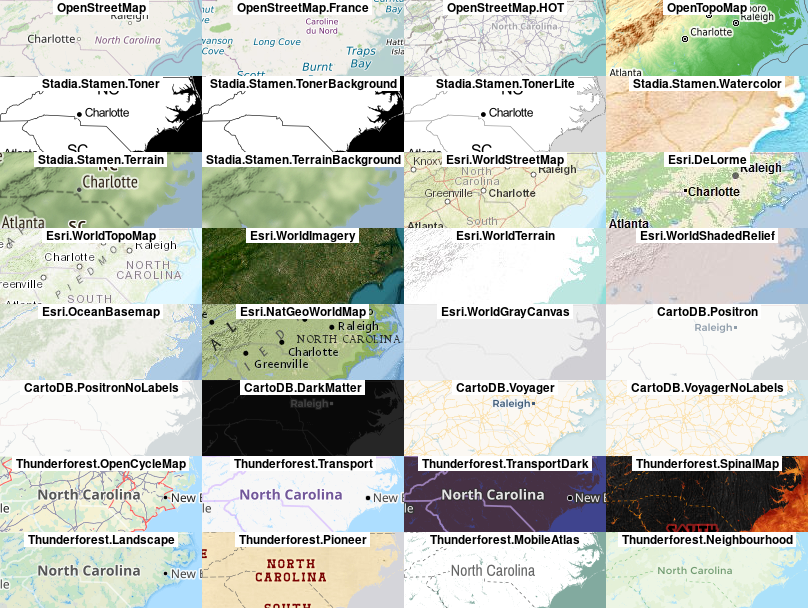 OpenStreetMap
Raleigh
Charlotte
North Carolina
OpenStreetMap.France
Caroline
du Nord
Long Cove
Cove
Traps
Bay
Burnt
OpenStreetMap.HOT
North Carolina
OpenTopoMap
Raleigh
Charlotte
Atlanta
Stadia.Stamen.Toner
Charlotte
SC
Stadia.Stamen.TonerBackground
Stadia.Stamen.TonerLite
Charlotte
SC
Stadia.Stamen.Watercolor
Stadia.Stamen.Terrain
Charlotte
Atlanta
SC
Stadia.Stamen.TerrainBackground
Esri.WorldStreetMap
North
Carolina
Raleigh
Greenville
Charlotte
Atlanta
South
Esri.DeLorme
Raleigh
Charlotte
Atlanta
Esri.WorldTopoMap
Raleigh
Charlotte
PIEDM
NORTH
CAROLINA
reenville
SOUTH
Esri.WorldImagery
Esri.WorldTerrain
Esri.WorldShadedRelief
Esri.OceanBasemap
Esri.NatGeoWorldMap
Raleigh
NORTH CAROLINA
Charlotte
Greenville
Esri.WorldGrayCanvas
CartoDB.Positron
Raleigh
CartoDB.PositronNoLabels
CartoDB.DarkMatter
Raleigh
CartoDB.Voyager
Raleigh
CartoDB.VoyagerNoLabels
Thunderforest.OpenCycleMap
North Carolina
New
Thunderforest.Transport
North Carolina
New
Thunderforest.TransportDark
North Carolina
New
Thunderforest.SpinalMap
SOUTH
Thunderforest.Landscape
North Carolina
New
Thunderforest.Pioneer
NORTH
CAROLINA
SOUTH
Thunderforest.MobileAtlas
North Carolina
Thunderforest.Neighbourhood
North Carolina